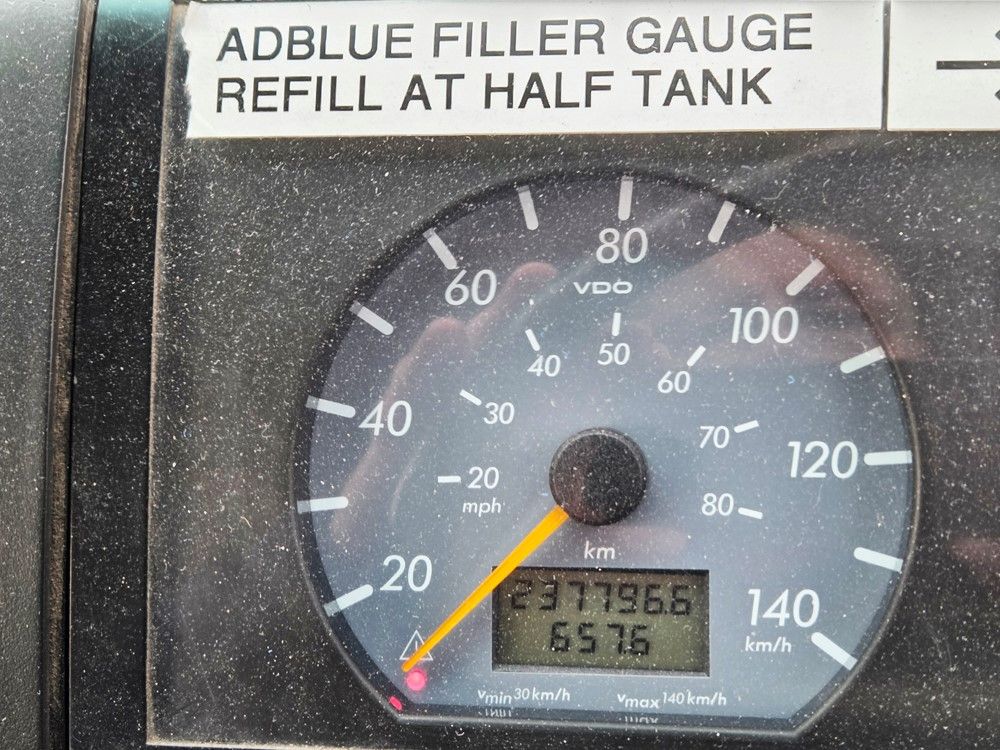 ADBLUE FILLER GAUGE
REFILL AT HALF TANK
80
60
VDO
100
50
40
60
40
30
70
120
20
mph
80
km
20
237796.6
140
657.6
km/h
vmin 30 km/h
vmax 140 km/h